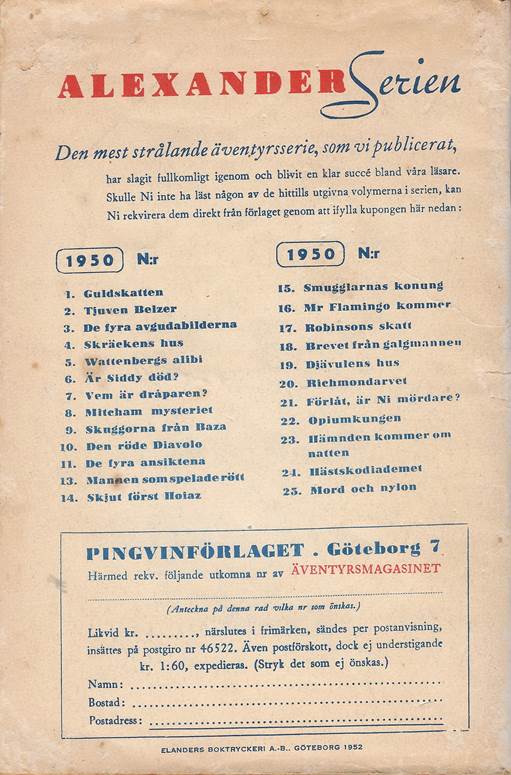 ALEXANDER Serien
Den mest strålande äventyrsserie, som vi publicerat,
har slagit fullkomligt igenom och blivit en klar succé bland våra läsare.
Skulle Ni inte ha läst någon av de hittills utgivna volymerna i serien, kan
Ni rekvirera dem direkt från förlaget genom att ifylla kupongen här nedan:
1950 N:r
1. Guldskatten
2. Tjuven Belzer
3. De fyra avgudabilderna
4. Skräckens hus
5. Wattenbergs alibi
6. Är Siddy död?
7. Vem är dråparen?
8. Mitcham mysteriet
9. Skuggorna från Baza
10. Den röde Diavolo
11. De fyra ansiktena
13. Mannen som spelade rött
14. Skjut först Hoiaz
1950 N:r
15. Smugglarnas konung
16. Mr Flamingo kommer
17. Robinsons skatt
18. Brevet från galgmannen
19. Djävulens hus
20. Richmondarvet
21. Förlåt, är Ni mördare?
22. Opiumkungen
23. Hämnden kommer om
natten
24. Hästskodiademet
25. Mord och nylon
PINGVINFÖRLAGET . Göteborg 7
Härmed rekv. följande utkomna nr av ÄVENTYRSMAGASINET
(Anteckna på denna rad vilka nr som önskas.)
Likvid kr. .........., närslutes i frimärken, sändes per postanvisning,
insättes på postgiro nr 46522. Även postförskott, dock ej understigande
kr. 1:60, expedieras. (Stryk det som ej önskas.)
Namn:
Bostad:
Postadress:
ELANDERS BOKTRYCKERI A.-B., GÖTEBORG 1952